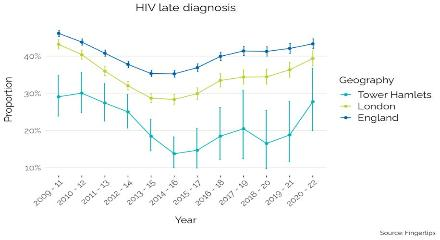 HIV late diagnosis
Proportion
40%
30%
20%
10%
2009 - 11
2010 - 12
2011 - 13
2012 - 14
2013 - 15
2014 - 16
2015 - 17
2016 - 18
2017 - 19
2018 - 20
2019 - 21
2020 - 22
Year
Geography
Tower Hamlets
London
England
Source: Fingertips